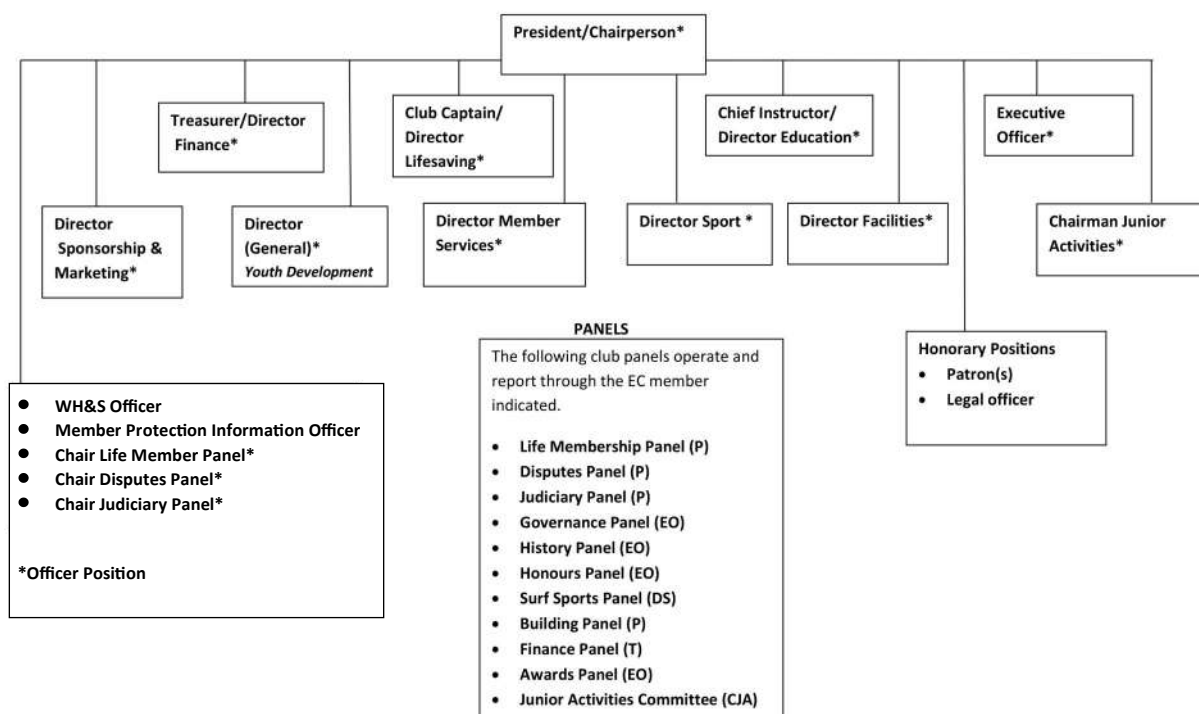 President/Chairperson*
Treasurer/Director
Finance*
Club Captain/
Director
Lifesaving*
Chief Instructor/
Director Education*
Executive
Officer*
Director
Sponsorship &
Marketing*
Director
(General)*
Youth Development
Director Member
Services*
Director Sport *
Director Facilities*
Chairman Junior
Activities*
• WH&S Officer
• Member Protection Information Officer
• Chair Life Member Panel*
• Chair Disputes Panel*
• Chair Judiciary Panel*
*Officer Position
PANELS
The following club panels operate and
report through the EC member
indicated.
• Life Membership Panel (P)
• Disputes Panel (P)
• Judiciary Panel (P)
• Governance Panel (EO)
• History Panel (EO)
• Honours Panel (EO)
• Surf Sports Panel (DS)
• Building Panel (P)
• Finance Panel (T)
• Awards Panel (EO)
• Junior Activities Committee (CJA)
Honorary Positions
• Patron(s)
• Legal officer